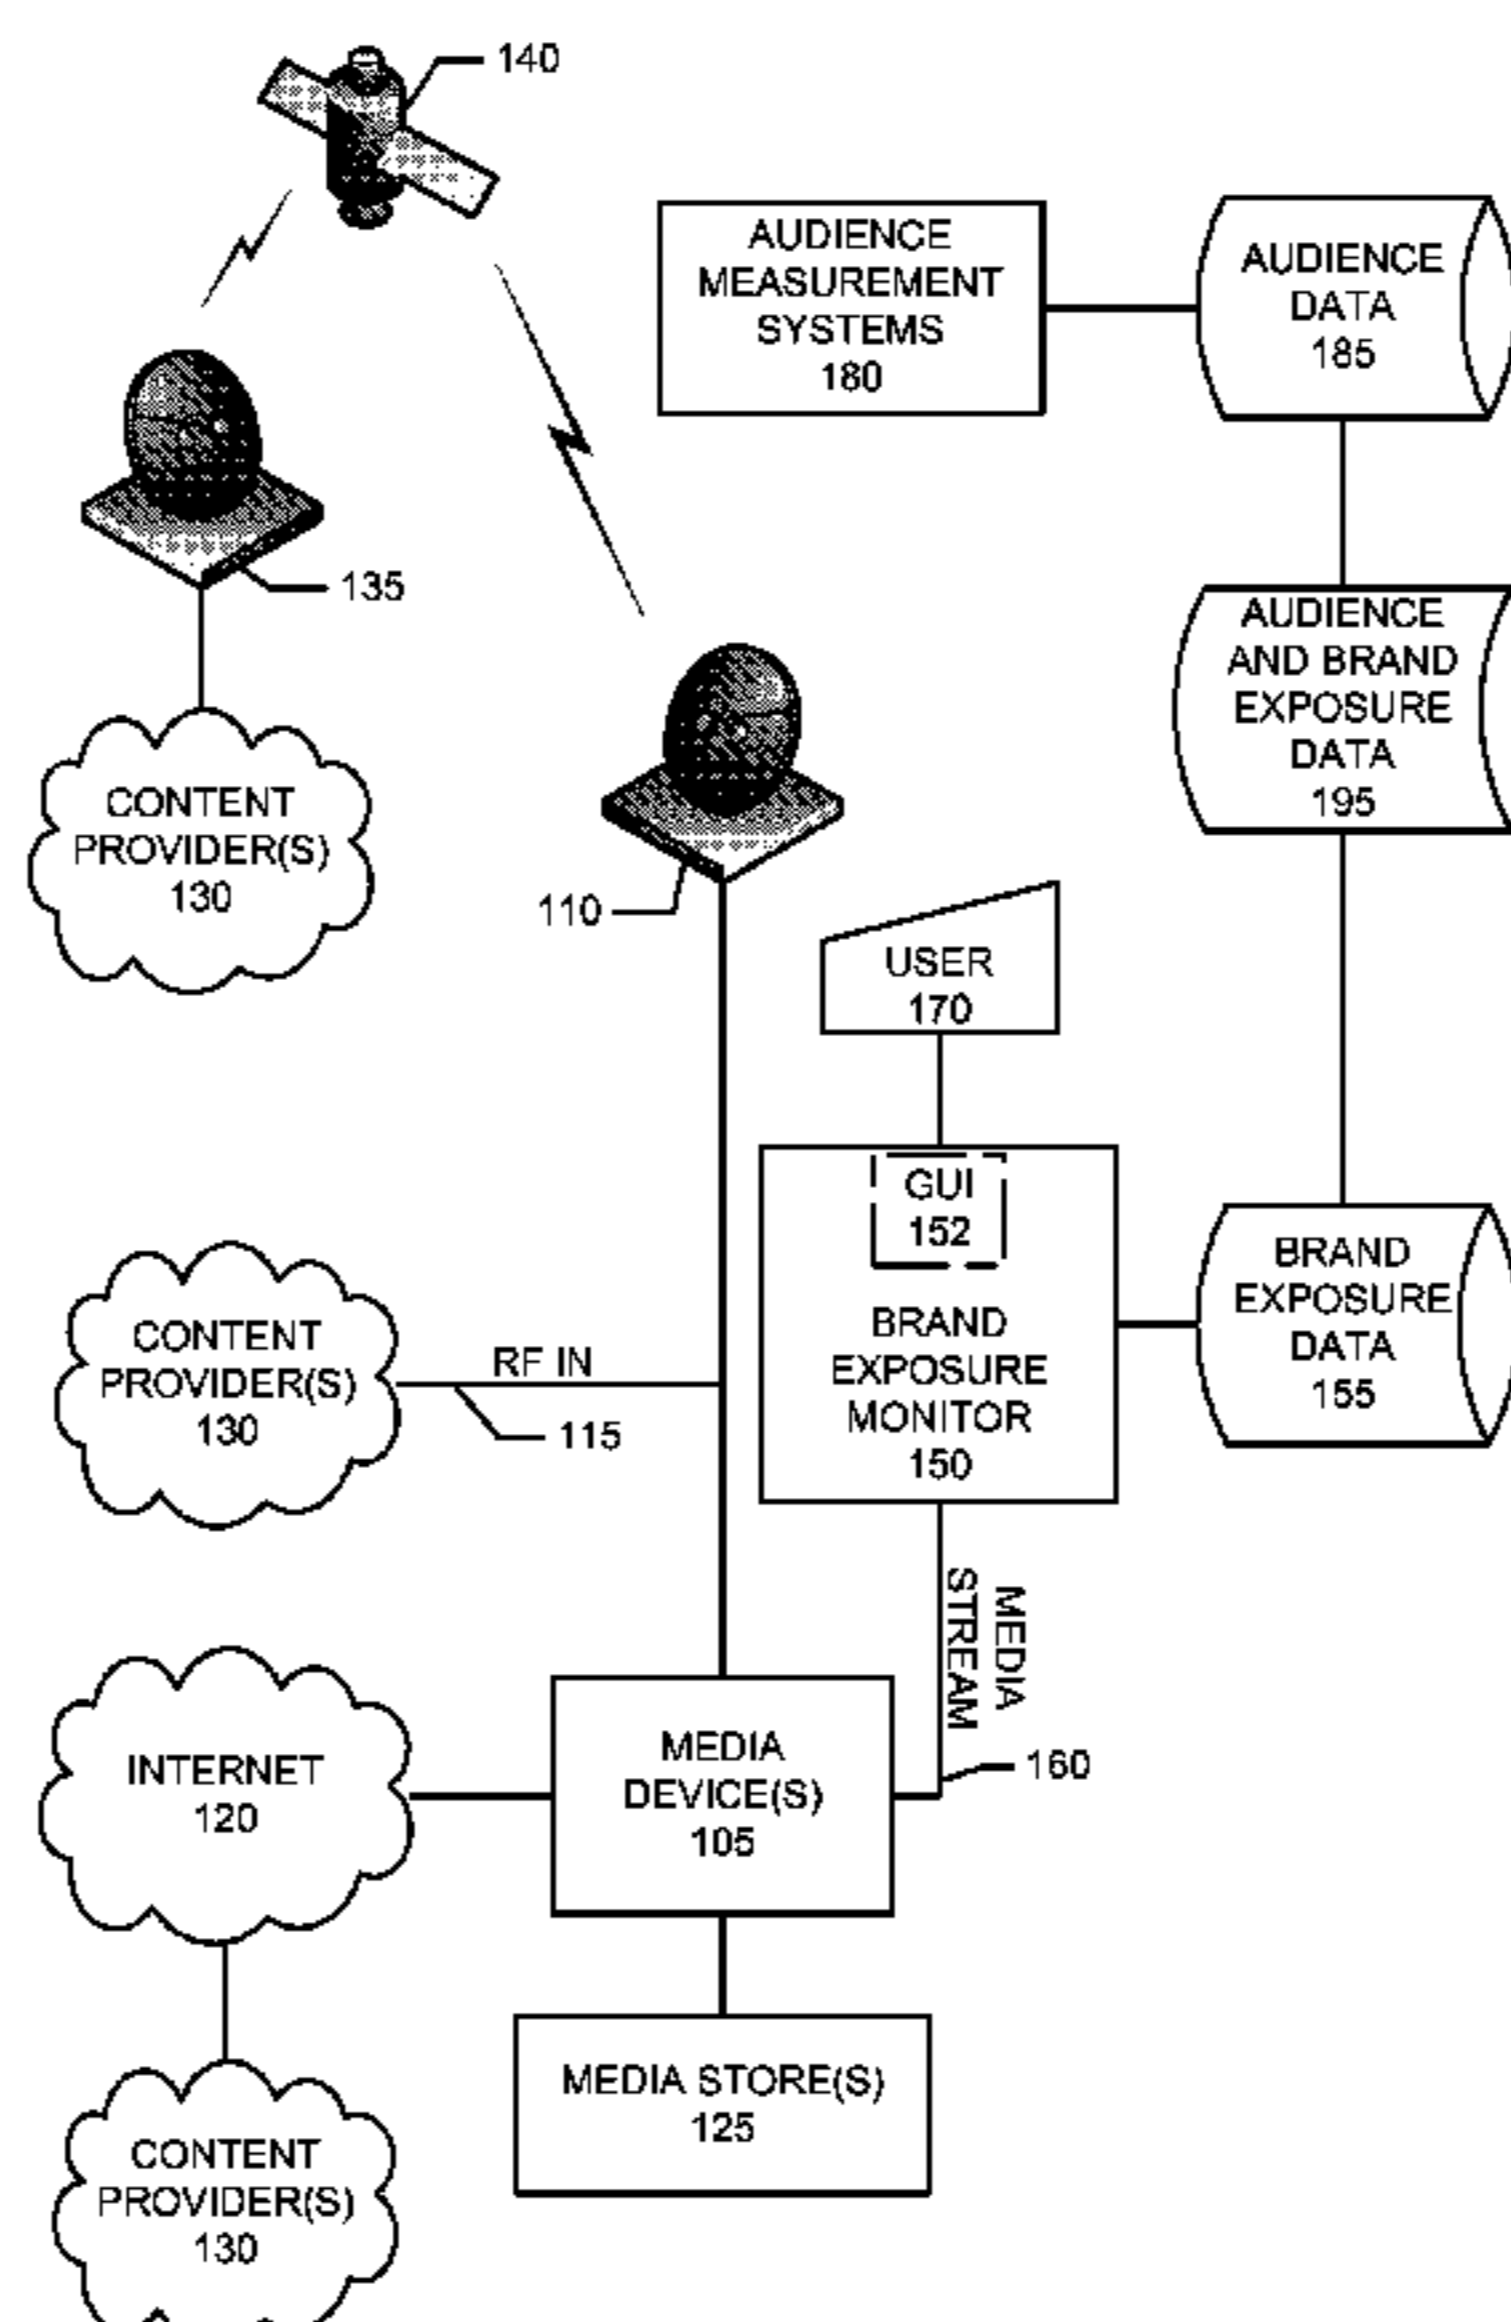 140
AUDIENCE
MEASUREMENT
SYSTEMS
180
AUDIENCE
DATA
185
135
AUDIENCE
AND BRAND
EXPOSURE
DATA
195
CONTENT
PROVIDER(S)
130
110
USER
170
GUI
152
BRAND
EXPOSURE
MONITOR
150
BRAND
EXPOSURE
DATA
155
CONTENT
PROVIDER(S)
130
RF IN
115
MEDIA
STREAM
160
INTERNET
120
MEDIA
DEVICE(S)
105
MEDIA STORE(S)
125
CONTENT
PROVIDER(S)
130